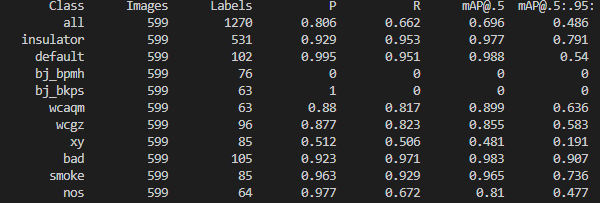 Class Images Labels P R mAP@.5 mAP@.5:.95:
all 599 1270 0.806 0.662 0.696 0.486
insulator 599 531 0.929 0.953 0.977 0.791
default 599 102 0.995 0.951 0.988 0.54
bj_bpmh 599 76 0 0 0 0
bj_bkps 599 63 1 0 0 0
wcaqm 599 63 0.88 0.817 0.899 0.636
wcgz 599 96 0.877 0.823 0.855 0.583
xy 599 85 0.512 0.506 0.481 0.191
bad 599 105 0.923 0.971 0.983 0.907
smoke 599 85 0.963 0.929 0.965 0.736
nos 599 64 0.977 0.672 0.81 0.477